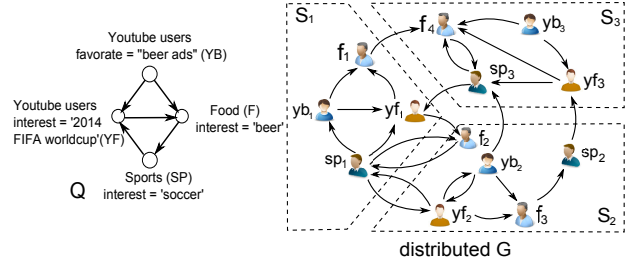 Youtube users
favorate = "beer ads" (YB)
Youtube users
interest = '2014
FIFA worldcup'(YF)
Food (F)
interest = 'beer'
Sports (SP)
interest = 'soccer'
Q
S1
S3
S2
f1
f4
yb3
sp3
yf3
yb1
yf1
f2
sp1
yb2
sp2
yf2
f3
distributed G